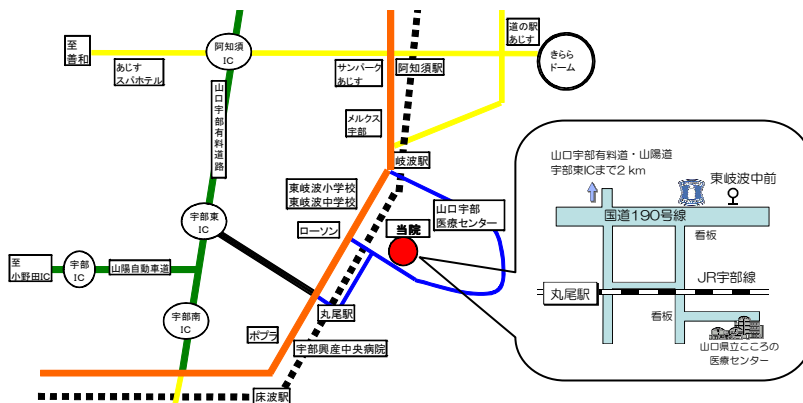 至
善和
あじす
スパホテル
阿知須
IC
サンパーク
あじす
阿知須駅
道の駅
あじす
きらら
ドーム
山口宇部有料道路
メルクス
宇部
岐波駅
東岐波小学校
東岐波中学校
山口宇部
医療センター
宇部東
IC
ローソン
当院
至
小野田IC
宇部
IC
山陽自動車道
宇部南
IC
丸尾駅
ポプラ
宇部興産中央病院
床波駅
山口宇部有料道・山陽道
宇部東ICまで2 km
東岐波中前
国道190号線
看板
JR宇部線
丸尾駅
看板
山口県立こころの
医療センター